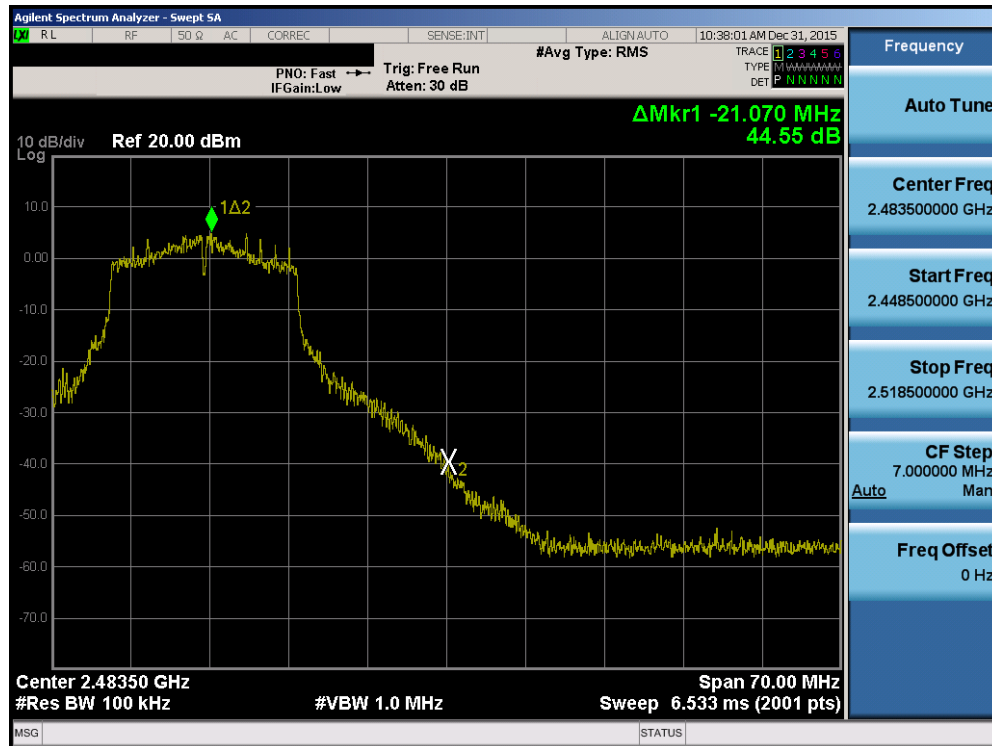 Agilent Spectrum Analyzer - Swept SA
LXI RL RF 50 Ω AC CORREC SENSE:INT ALIGN AUTO 10:38:01 AM Dec 31, 2015
#Avg Type: RMS TRACE 1 2 3 4 5 6
PNO: Fast Trig: Free Run TYPE M WWWWW
IFGain:Low Atten: 30 dB DET P N N N N N
ΔMkr1 -21.070 MHz
44.55 dB
10 dB/div Ref 20.00 dBm
Log
10.0
0.00
-10.0
-20.0
-30.0
-40.0
-50.0
-60.0
-70.0
1Δ2
2
Center 2.48350 GHz Span 70.00 MHz
#Res BW 100 kHz #VBW 1.0 MHz Sweep 6.533 ms (2001 pts)
MSG STATUS
Frequency
Auto Tune
Center Freq
2.483500000 GHz
Start Freq
2.448500000 GHz
Stop Freq
2.518500000 GHz
CF Step
7.000000 MHz
Auto Man
Freq Offset
0 Hz